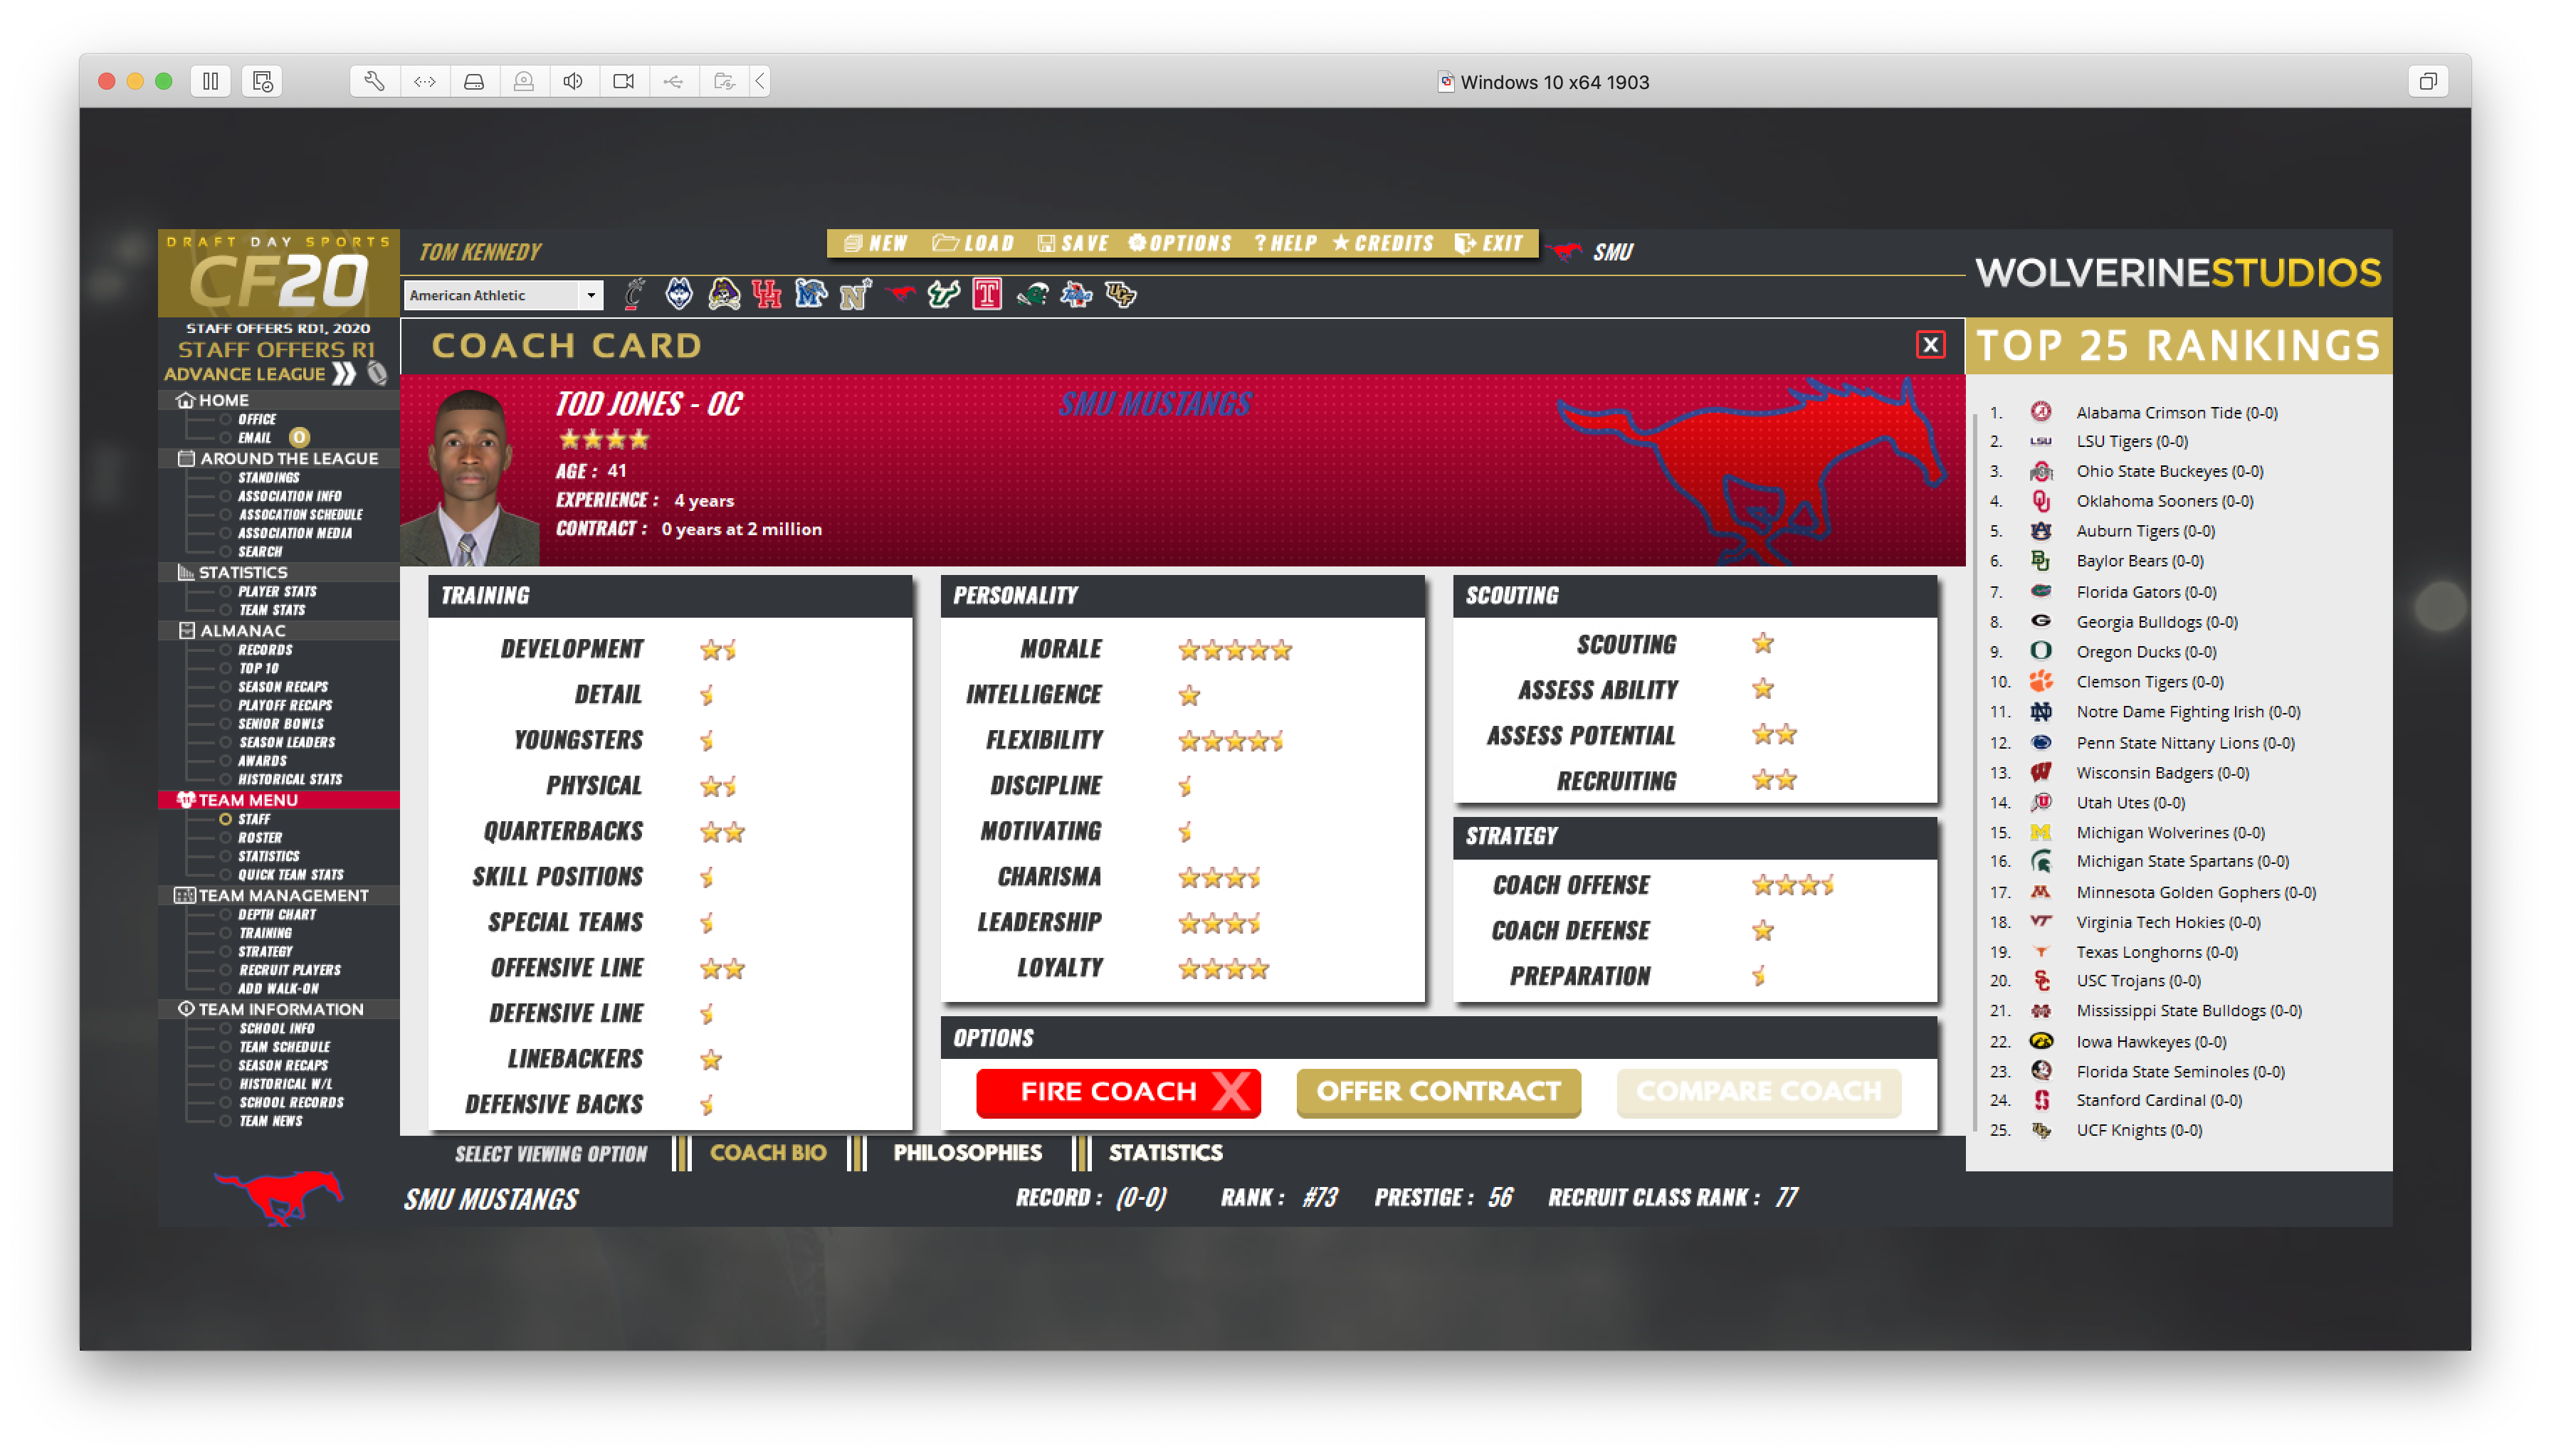 Windows 10 x64 1903
DRAFT DAY SPORTS
CF20
TOM KENNEDY
NEW LOAD SAVE OPTIONS ? HELP CREDITS EXIT
SMU
WOLVERINESTUDIOS
American Athletic
STAFF OFFERS RD1, 2020
STAFF OFFERS R1
ADVANCE LEAGUE
HOME
OFFICE
EMAIL 0
AROUND THE LEAGUE
STANDINGS
ASSOCIATION INFO
ASSOCATION SCHEDULE
ASSOCIATION MEDIA
SEARCH
STATISTICS
PLAYER STATS
TEAM STATS
ALMANAC
RECORDS
TOP 10
SEASON RECAPS
PLAYOFF RECAPS
SENIOR BOWLS
SEASON LEADERS
AWARDS
HISTORICAL STATS
TEAM MENU
STAFF
ROSTER
STATISTICS
QUICK TEAM STATS
TEAM MANAGEMENT
DEPTH CHART
TRAINING
STRATEGY
RECRUIT PLAYERS
ADD WALK-ON
TEAM INFORMATION
SCHOOL INFO
TEAM SCHEDULE
SEASON RECAPS
HISTORICAL W/L
SCHOOL RECORDS
TEAM NEWS
COACH CARD
X
TOD JONES - OC
SMU MUSTANGS
AGE : 41
EXPERIENCE : 4 years
CONTRACT : 0 years at 2 million
TRAINING
DEVELOPMENT
DETAIL
YOUNGSTERS
PHYSICAL
QUARTERBACKS
SKILL POSITIONS
SPECIAL TEAMS
OFFENSIVE LINE
DEFENSIVE LINE
LINEBACKERS
DEFENSIVE BACKS
PERSONALITY
MORALE
INTELLIGENCE
FLEXIBILITY
DISCIPLINE
MOTIVATING
CHARISMA
LEADERSHIP
LOYALTY
SCOUTING
SCOUTING
ASSESS ABILITY
ASSESS POTENTIAL
RECRUITING
STRATEGY
COACH OFFENSE
COACH DEFENSE
PREPARATION
OPTIONS
FIRE COACH X
OFFER CONTRACT
COMPARE COACH
SELECT VIEWING OPTION COACH BIO PHILOSOPHIES STATISTICS
SMU MUSTANGS RECORD : (0-0) RANK : #73 PRESTIGE : 56 RECRUIT CLASS RANK : 77
TOP 25 RANKINGS
1. Alabama Crimson Tide (0-0)
2. LSU Tigers (0-0)
3. Ohio State Buckeyes (0-0)
4. Oklahoma Sooners (0-0)
5. Auburn Tigers (0-0)
6. Baylor Bears (0-0)
7. Florida Gators (0-0)
8. Georgia Bulldogs (0-0)
9. Oregon Ducks (0-0)
10. Clemson Tigers (0-0)
11. Notre Dame Fighting Irish (0-0)
12. Penn State Nittany Lions (0-0)
13. Wisconsin Badgers (0-0)
14. Utah Utes (0-0)
15. Michigan Wolverines (0-0)
16. Michigan State Spartans (0-0)
17. Minnesota Golden Gophers (0-0)
18. Virginia Tech Hokies (0-0)
19. Texas Longhorns (0-0)
20. USC Trojans (0-0)
21. Mississippi State Bulldogs (0-0)
22. Iowa Hawkeyes (0-0)
23. Florida State Seminoles (0-0)
24. Stanford Cardinal (0-0)
25. UCF Knights (0-0)